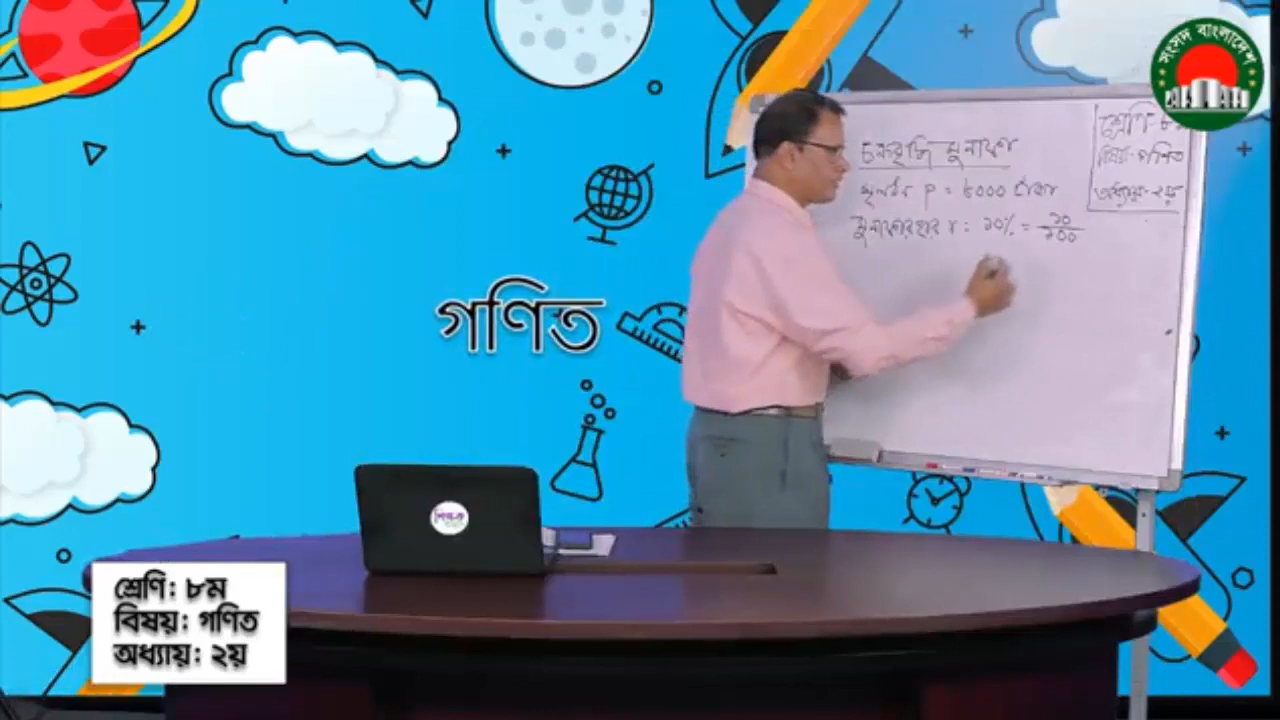 সংসদ বাংলাদেশ
চক্রবৃদ্ধি মুনাফা
মূলধন P = ৮০০০ টাকা
মুনাফার হার r = ১০% = ১০/১০০
শ্রেণি-৮ম
বিষয়-গণিত
অধ্যায়-২য়
গণিত
শ্রেণি: ৮ম
বিষয়: গণিত
অধ্যায়: ২য়